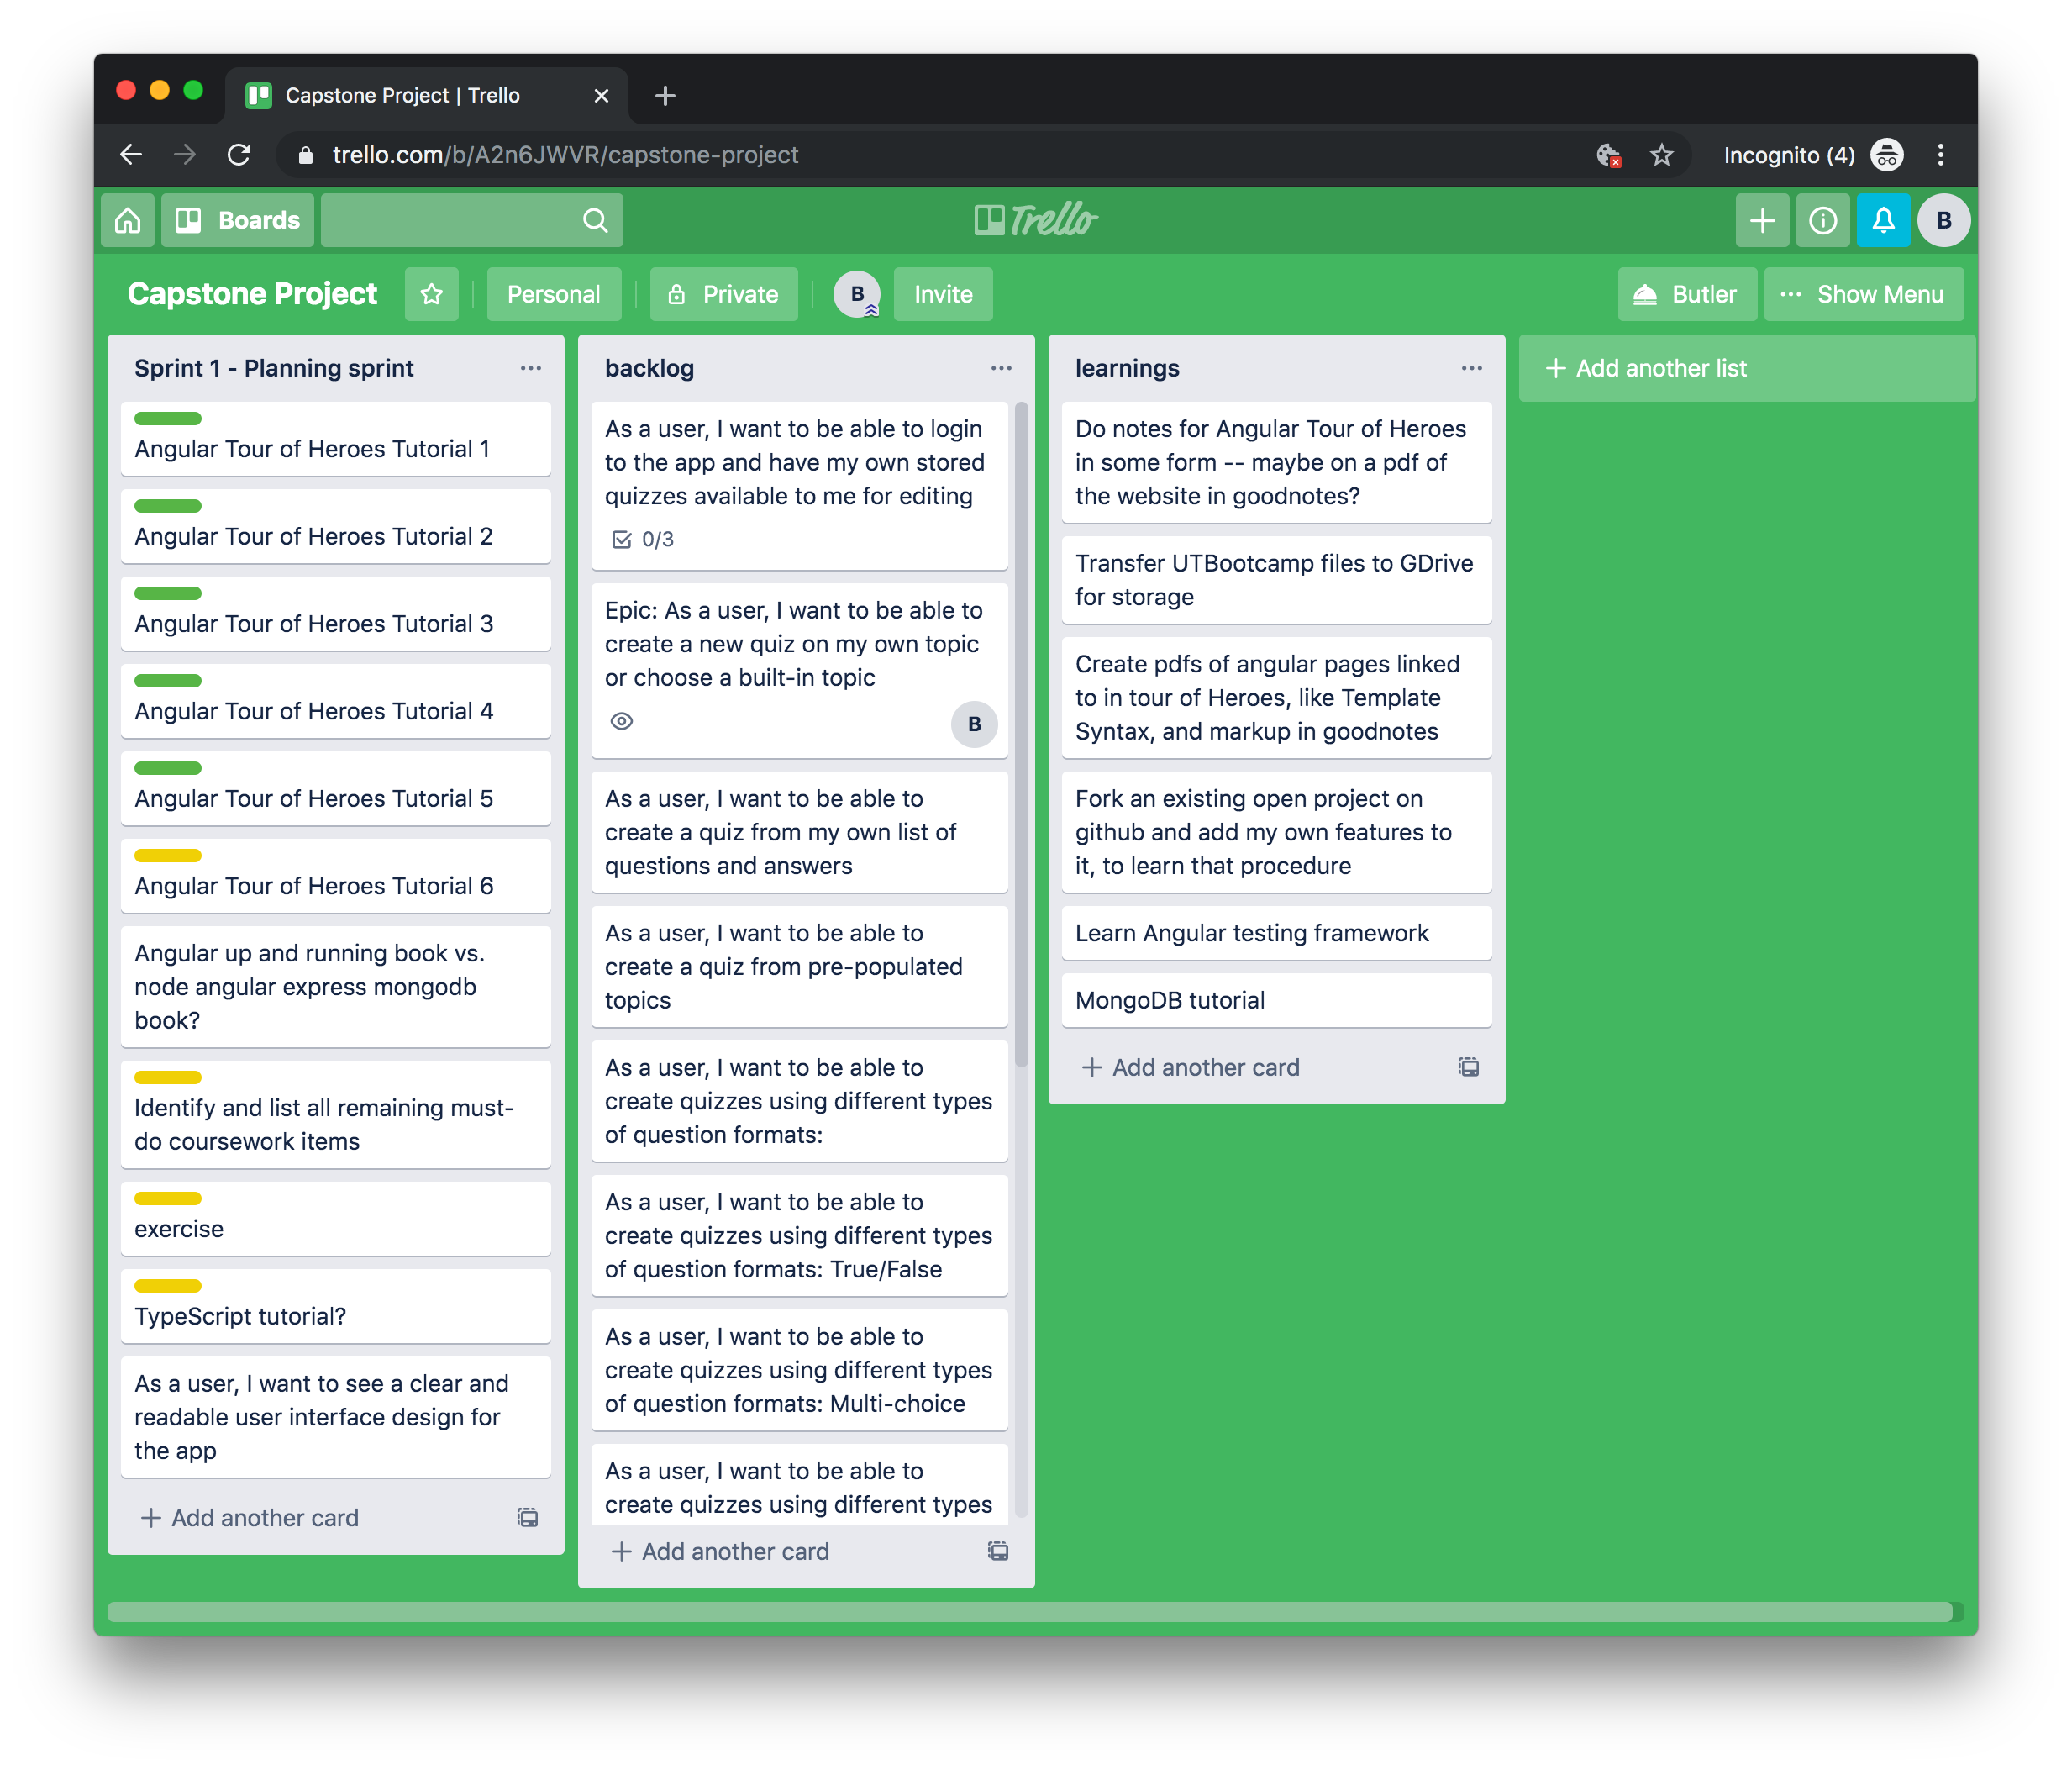 Capstone Project | Trello
trello.com/b/A2n6JWVR/capstone-project
Incognito (4)
Boards
Trello
B
Capstone Project
Personal
Private
B
Invite
Butler
Show Menu
Sprint 1 - Planning sprint
Angular Tour of Heroes Tutorial 1
Angular Tour of Heroes Tutorial 2
Angular Tour of Heroes Tutorial 3
Angular Tour of Heroes Tutorial 4
Angular Tour of Heroes Tutorial 5
Angular Tour of Heroes Tutorial 6
Angular up and running book vs.
node angular express mongodb
book?
Identify and list all remaining must-
do coursework items
exercise
TypeScript tutorial?
As a user, I want to see a clear and
readable user interface design for
the app
+ Add another card
backlog
As a user, I want to be able to login
to the app and have my own stored
quizzes available to me for editing
0/3
Epic: As a user, I want to be able to
create a new quiz on my own topic
or choose a built-in topic
B
As a user, I want to be able to
create a quiz from my own list of
questions and answers
As a user, I want to be able to
create a quiz from pre-populated
topics
As a user, I want to be able to
create quizzes using different types
of question formats:
As a user, I want to be able to
create quizzes using different types
of question formats: True/False
As a user, I want to be able to
create quizzes using different types
of question formats: Multi-choice
As a user, I want to be able to
create quizzes using different types
+ Add another card
learnings
Do notes for Angular Tour of Heroes
in some form -- maybe on a pdf of
the website in goodnotes?
Transfer UTBootcamp files to GDrive
for storage
Create pdfs of angular pages linked
to in tour of Heroes, like Template
Syntax, and markup in goodnotes
Fork an existing open project on
github and add my own features to
it, to learn that procedure
Learn Angular testing framework
MongoDB tutorial
+ Add another card
+ Add another list